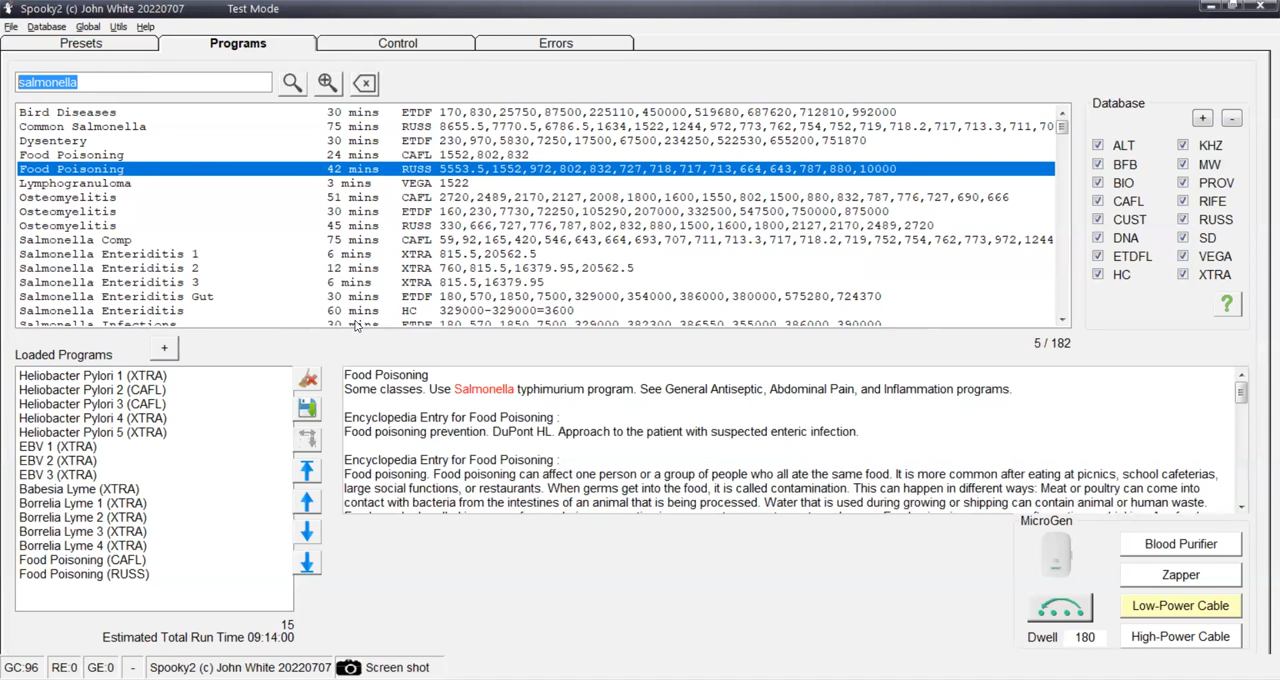 Spooky2 (c) John White 20220707 Test Mode
File Database Global Utils Help
Presets Programs Control Errors
salmonella
Bird Diseases 30 mins ETDF 170,830,25750,87500,225110,450000,519680,687620,712810,992000
Common Salmonella 75 mins RUSS 8655.5,7770.5,6786.5,1634,1522,1244,972,773,762,754,752,719,718.2,717,713.3,711,70
Dysentery 30 mins ETDF 230,970,5830,7250,17500,67500,234250,522530,655200,751870
Food Poisoning 24 mins CAFL 1552,802,832
Food Poisoning 42 mins RUSS 5553.5,1552,972,802,832,727,718,717,713,664,643,787,880,10000
Lymphogranuloma 3 mins VEGA 1522
Osteomyelitis 51 mins CAFL 2720,2489,2170,2127,2008,1800,1600,1550,802,1500,880,832,787,776,727,690,666
Osteomyelitis 30 mins ETDF 160,230,7730,72250,105290,207000,332500,547500,750000,875000
Osteomyelitis 45 mins RUSS 330,666,727,776,787,802,832,880,1500,1600,1800,2127,2170,2489,2720
Salmonella Comp 75 mins CAFL 59,92,165,420,546,643,664,693,707,711,713.3,717,718.2,719,752,754,762,773,972,1244
Salmonella Enteriditis 1 6 mins XTRA 815.5,20562.5
Salmonella Enteriditis 2 12 mins XTRA 760,815.5,16379.95,20562.5
Salmonella Enteriditis 3 6 mins XTRA 815.5,16379.95
Salmonella Enteriditis Gut 30 mins ETDF 180,570,1850,7500,329000,354000,386000,380000,575280,724370
Salmonella Enteriditis 60 mins HC 329000-329000=3600
Salmonella Infections 30 mins ETDF 180,570,1850,7500,329000,382300,386550,355000,386000,390000
Database + -
ALT KHZ
BFB MW
BIO PROV
CAFL RIFE
CUST RUSS
DNA SD
ETDFL VEGA
HC XTRA
?
5 / 182
Loaded Programs +
Heliobacter Pylori 1 (XTRA)
Heliobacter Pylori 2 (CAFL)
Heliobacter Pylori 3 (CAFL)
Heliobacter Pylori 4 (XTRA)
Heliobacter Pylori 5 (XTRA)
EBV 1 (XTRA)
EBV 2 (XTRA)
EBV 3 (XTRA)
Babesia Lyme (XTRA)
Borrelia Lyme 1 (XTRA)
Borrelia Lyme 2 (XTRA)
Borrelia Lyme 3 (XTRA)
Borrelia Lyme 4 (XTRA)
Food Poisoning (CAFL)
Food Poisoning (RUSS)
15
Estimated Total Run Time 09:14:00
Food Poisoning
Some classes. Use Salmonella typhimurium program. See General Antiseptic, Abdominal Pain, and Inflammation programs.
Encyclopedia Entry for Food Poisoning :
Food poisoning prevention. DuPont HL. Approach to the patient with suspected enteric infection.
Encyclopedia Entry for Food Poisoning :
Food poisoning. Food poisoning can affect one person or a group of people who all ate the same food. It is more common after eating at picnics, school cafeterias,
large social functions, or restaurants. When germs get into the food, it is called contamination. This can happen in different ways: Meat or poultry can come into
contact with bacteria from the intestines of an animal that is being processed. Water that is used during growing or shipping can contain animal or human waste.
MicroGen
Blood Purifier
Zapper
Low-Power Cable
High-Power Cable
Dwell 180
GC:96 RE:0 GE:0 - Spooky2 (c) John White 20220707 Screen shot